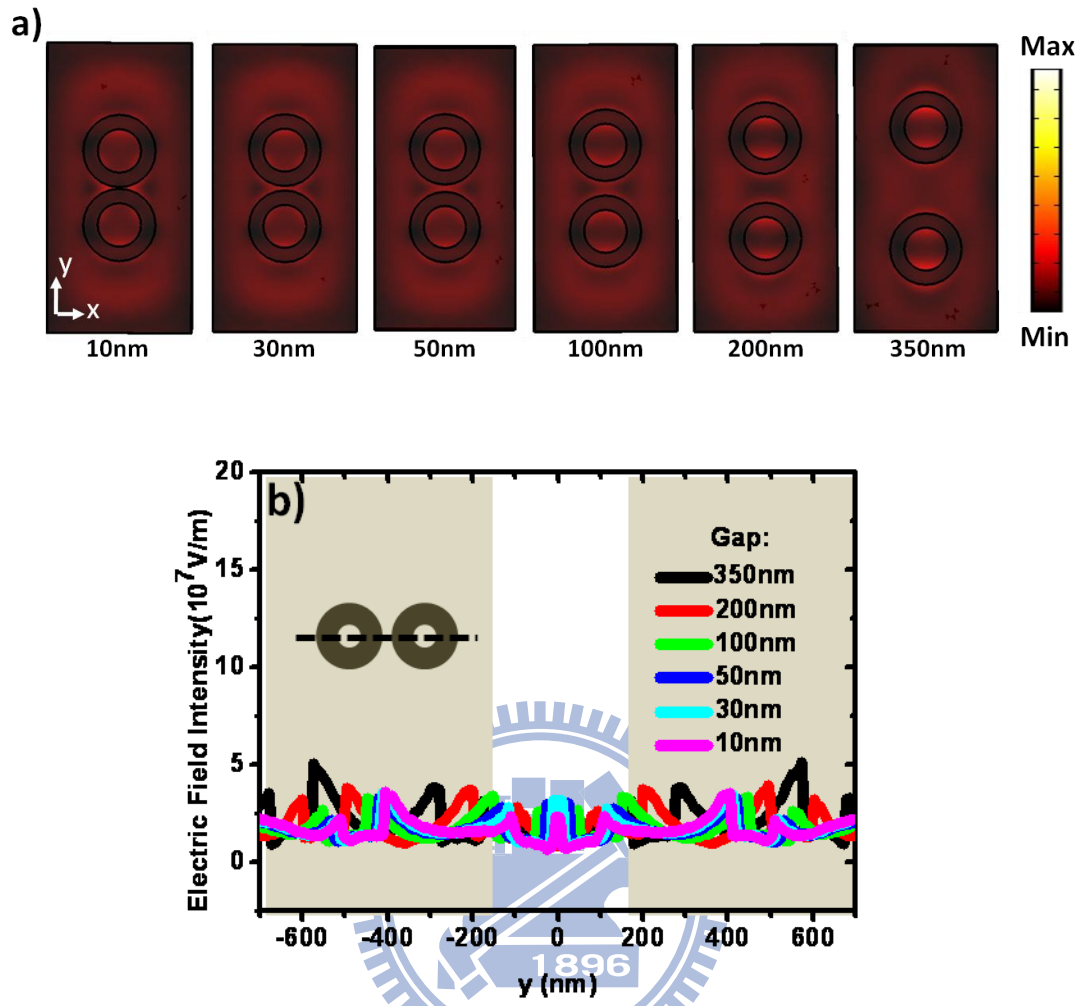 a)
Max
Min
y
x
10nm
30nm
50nm
100nm
200nm
350nm
b)
Electric Field Intensity(10⁷V/m)
20
15
10
5
0
Gap:
350nm
200nm
100nm
50nm
30nm
10nm
-600
-400
-200
0
200
400
600
y (nm)
1896